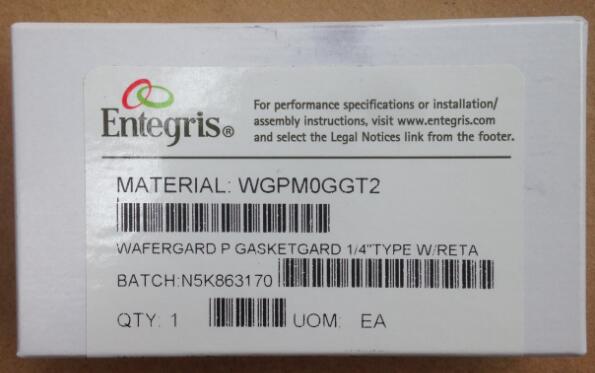 Entegris®
For performance specifications or installation/
assembly instructions, visit www.entegris.com
and select the Legal Notices link from the footer.
MATERIAL: WGPM0GGT2
WAFERGARD P GASKETGARD 1/4"TYPE W/RETA
BATCH:N5K863170
QTY: 1 UOM: EA